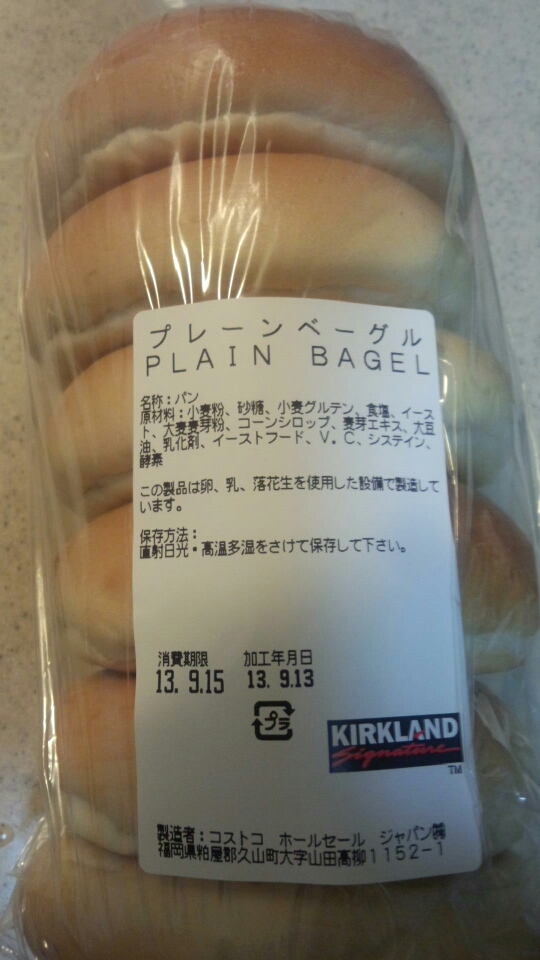 プレーンベーグル
PLAIN BAGEL
名称：パン
原材料：小麦粉、砂糖、小麦グルテン、食塩、イース
ト、大麦麦芽粉、コーンシロップ、麦芽エキス、大豆
油、乳化剤、イーストフード、V．C、システイン、
酵素
この製品は卵、乳、落花生を使用した設備で製造して
います。
保存方法：
直射日光・高温多湿をさけて保存して下さい。
消費期限 加工年月日
13. 9.15 13. 9.13
プラ
KIRKLAND
Signature
TM
製造者：コストコ ホールセール ジャパン㈱
福岡県粕屋郡久山町大字山田高柳1152-1